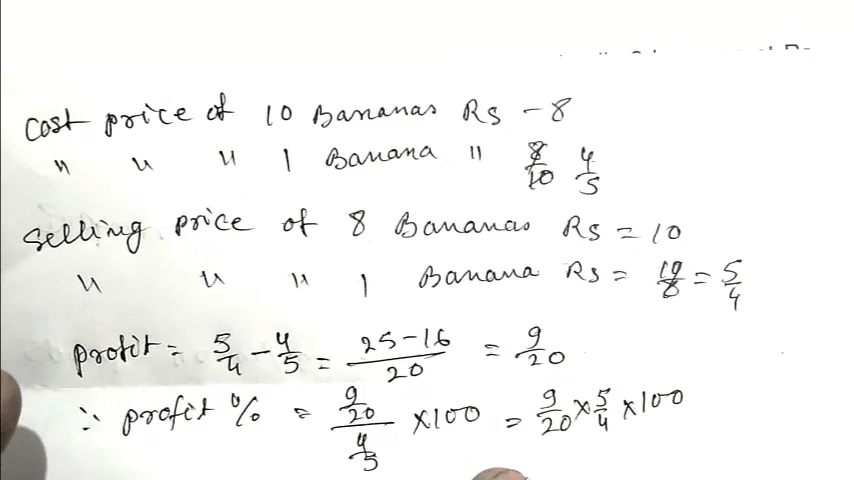 Cost price of 10 Bananas Rs - 8
" " " 1 Banana " 8/10 4/5
Selling price of 8 Bananas Rs = 10
" " " 1 Banana Rs = 10/8 = 5/4
profit = 5/4 - 4/5 = 25-16/20 = 9/20
∴ profit % = 9/20 / 4/5 ×100 = 9/20 × 5/4 ×100